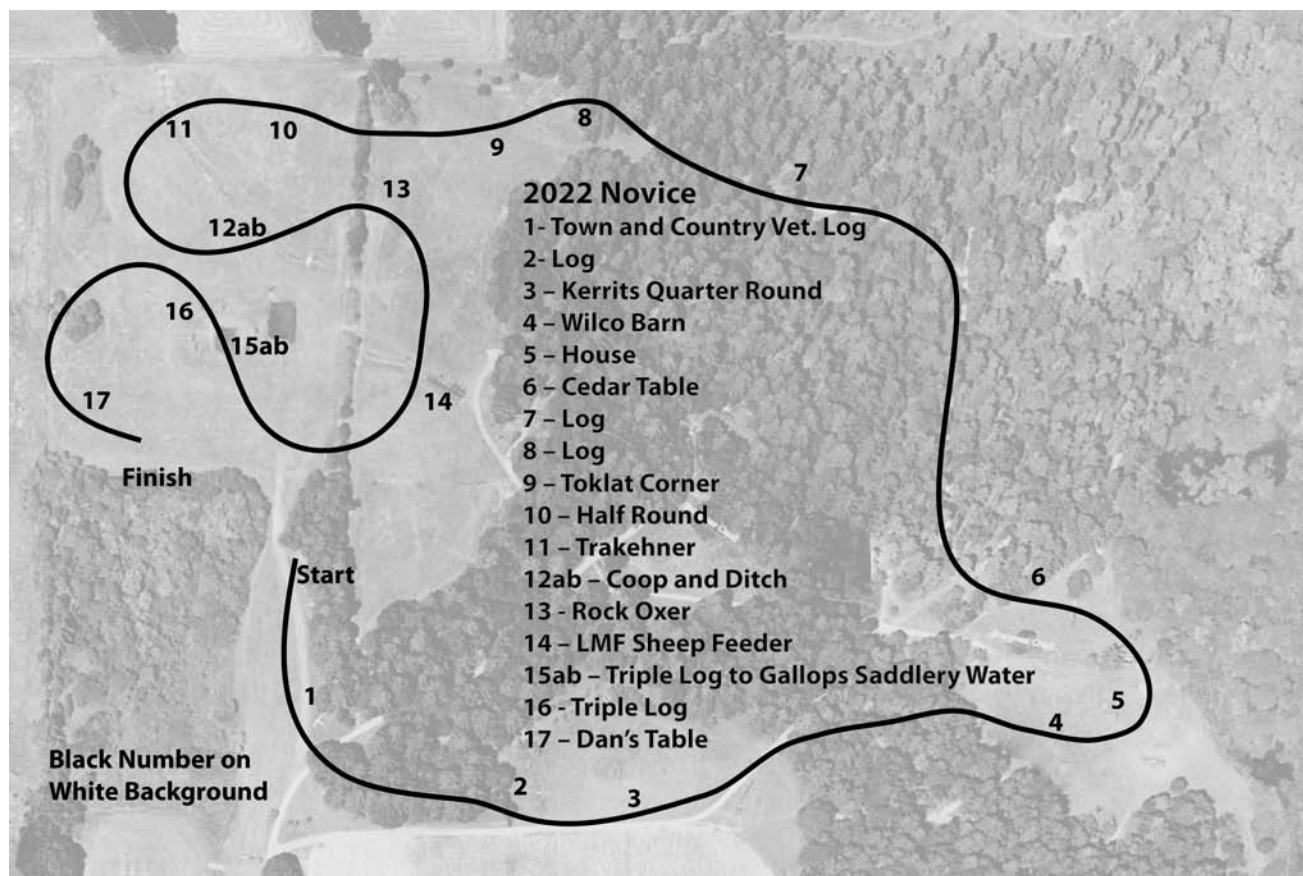 11
10
9
8
7
13
12ab
16
15ab
14
17
Finish
Start
1
2
3
4
5
6
2022 Novice
1- Town and Country Vet. Log
2- Log
3 – Kerrits Quarter Round
4 – Wilco Barn
5 – House
6 – Cedar Table
7 – Log
8 – Log
9 – Toklat Corner
10 – Half Round
11 – Trakehner
12ab – Coop and Ditch
13 - Rock Oxer
14 – LMF Sheep Feeder
15ab – Triple Log to Gallops Saddlery Water
16 - Triple Log
17 – Dan's Table
Black Number on
White Background